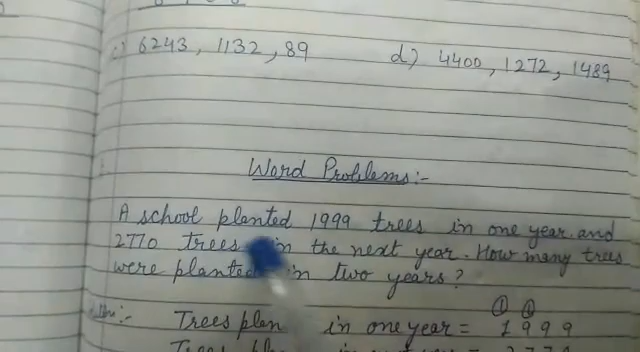 c) 6243, 1132, 89 d) 4400, 1272, 1489
Word Problems:-
A school planted 1999 trees in one year and
2770 trees in the next year. How many trees
were planted in two years?
Trees plan in one year = 1999